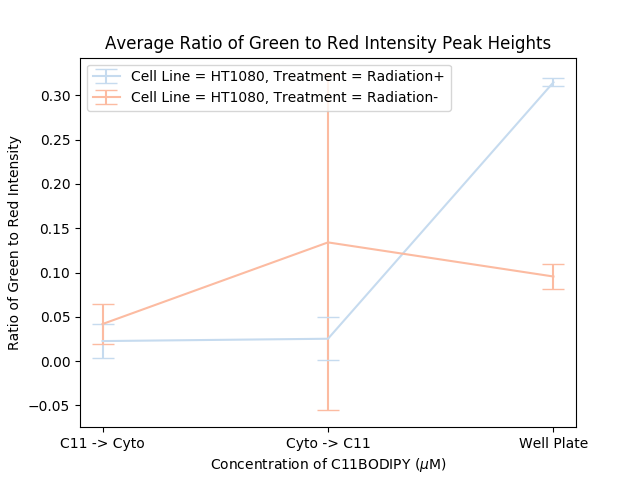 Average Ratio of Green to Red Intensity Peak Heights
Cell Line = HT1080, Treatment = Radiation+
Cell Line = HT1080, Treatment = Radiation-
Ratio of Green to Red Intensity
0.30
0.25
0.20
0.15
0.10
0.05
0.00
−0.05
C11 -> Cyto
Cyto -> C11
Well Plate
Concentration of C11BODIPY (μM)